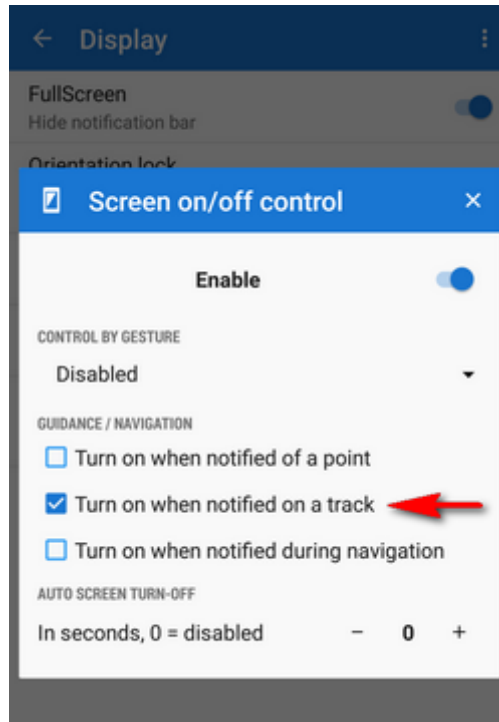 Display
FullScreen
Hide notification bar
Orientation lock
Screen on/off control
Enable
CONTROL BY GESTURE
Disabled
GUIDANCE / NAVIGATION
Turn on when notified of a point
Turn on when notified on a track
Turn on when notified during navigation
AUTO SCREEN TURN-OFF
In seconds, 0 = disabled - 0 +